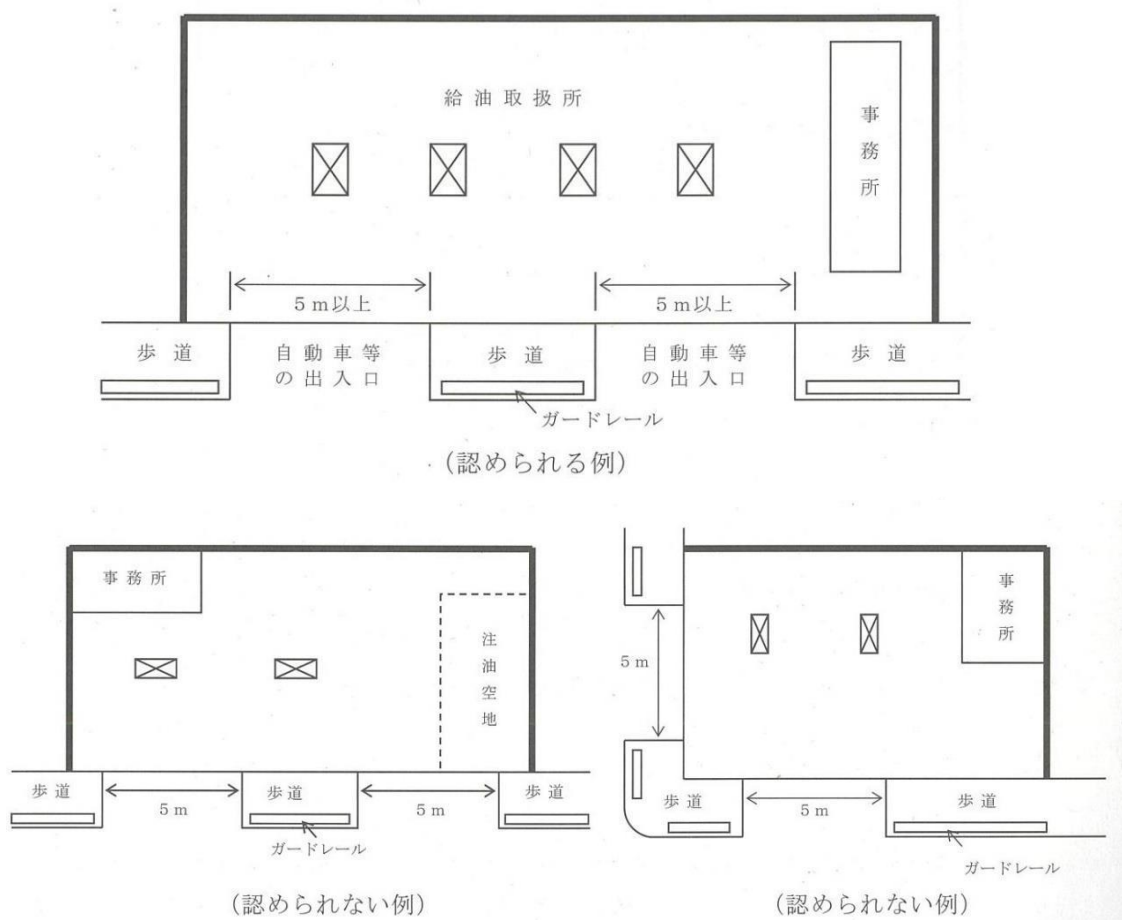 給油取扱所
事務所
5m以上
5m以上
歩道
自動車等
の出入口
歩道
自動車等
の出入口
歩道
ガードレール
(認められる例)
事務所
注油空地
歩道
5m
歩道
5m
歩道
ガードレール
(認められない例)
事務所
5m
歩道
5m
歩道
ガードレール
(認められない例)